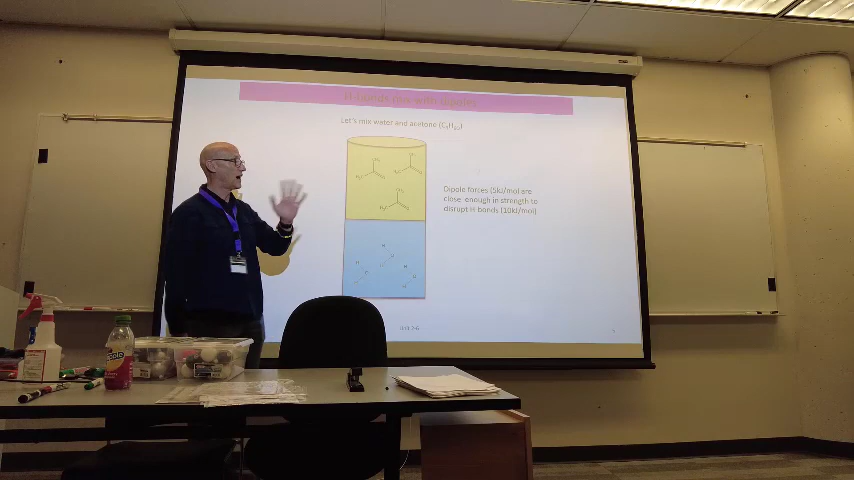 H-bonds mix with dipoles
Let's mix water and acetone (C₅H₁₀)
Dipole forces (5kJ/mol are
close enough in strength to
disrupt H bonds (10kJ/mol)